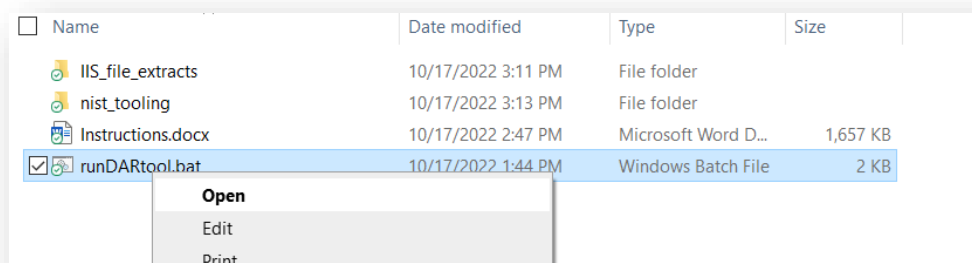 Name Date modified Type Size
IIS_file_extracts 10/17/2022 3:11 PM File folder
nist_tooling 10/17/2022 3:13 PM File folder
Instructions.docx 10/17/2022 2:47 PM Microsoft Word D... 1,657 KB
runDARtool.bat 10/17/2022 1:44 PM Windows Batch File 2 KB
Open
Edit
Print